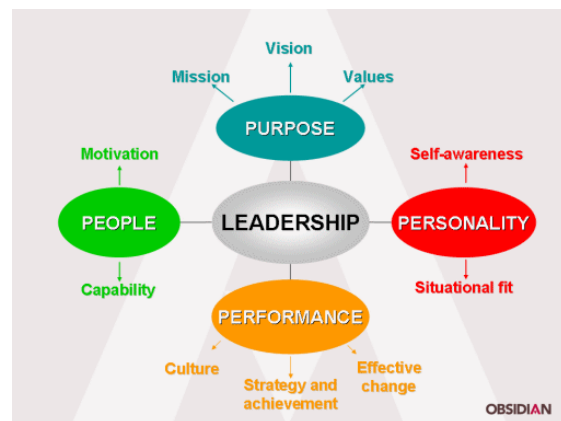 Vision
Mission
Values
PURPOSE
Motivation
Self-awareness
PEOPLE
LEADERSHIP
PERSONALITY
Capability
Situational fit
PERFORMANCE
Culture
Strategy and
achievement
Effective
change
OBSIDIAN